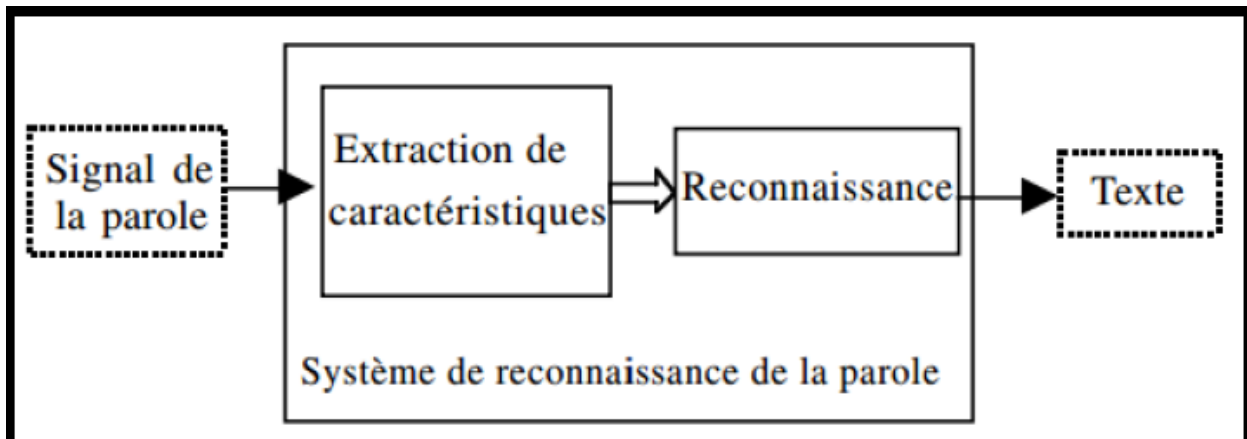 Signal de
la parole
Extraction de
caractéristiques
Reconnaissance
Texte
Système de reconnaissance de la parole